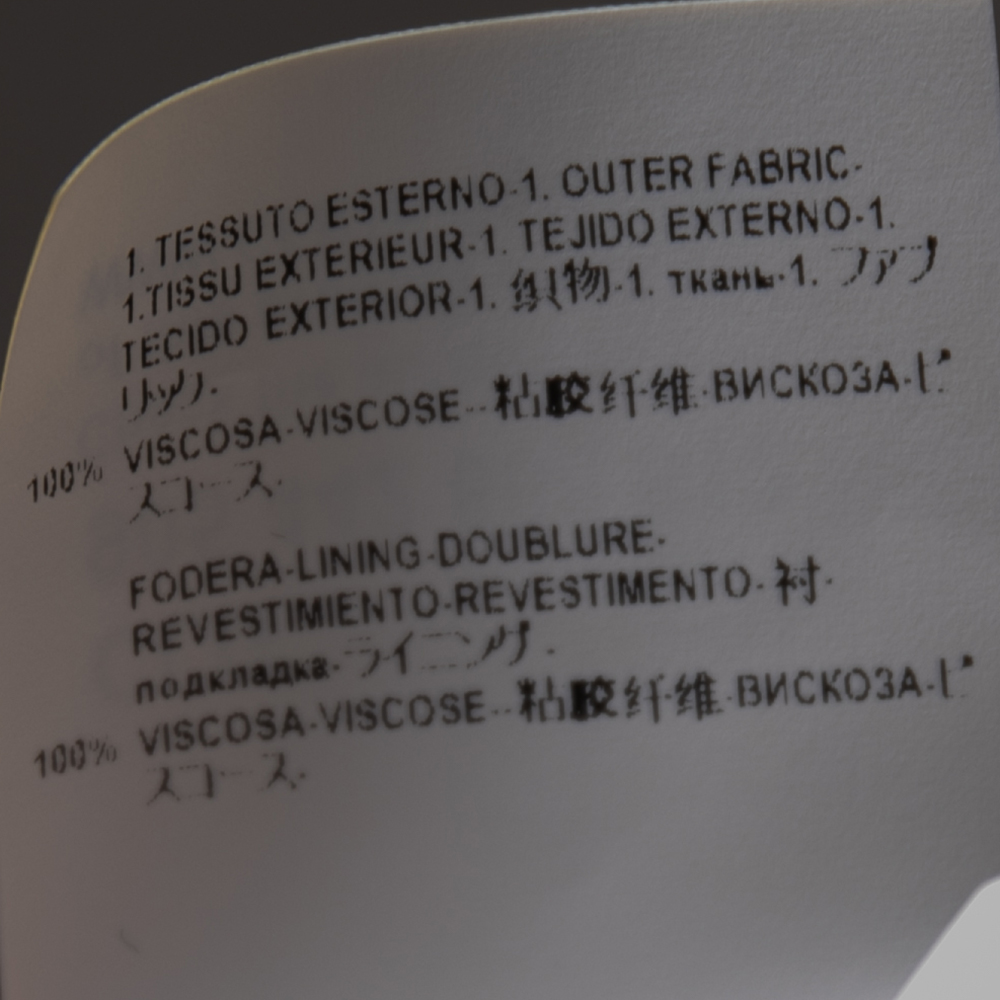 1. TESSUTO ESTERNO-1. OUTER FABRIC-
1.TISSU EXTERIEUR-1. TEJIDO EXTERNO-1.
TECIDO EXTERIOR-1. 织物-1. ткань-1. ファブ
リック.
100% VISCOSA-VISCOSE--粘胶纤维-ВИСКОЗА-ビ
スコース.
FODERA-LINING-DOUBLURE-
REVESTIMIENTO-REVESTIMENTO-衬-
подкладка-ライニング.
100% VISCOSA-VISCOSE--粘胶纤维-ВИСКОЗА-ビ
スコース.